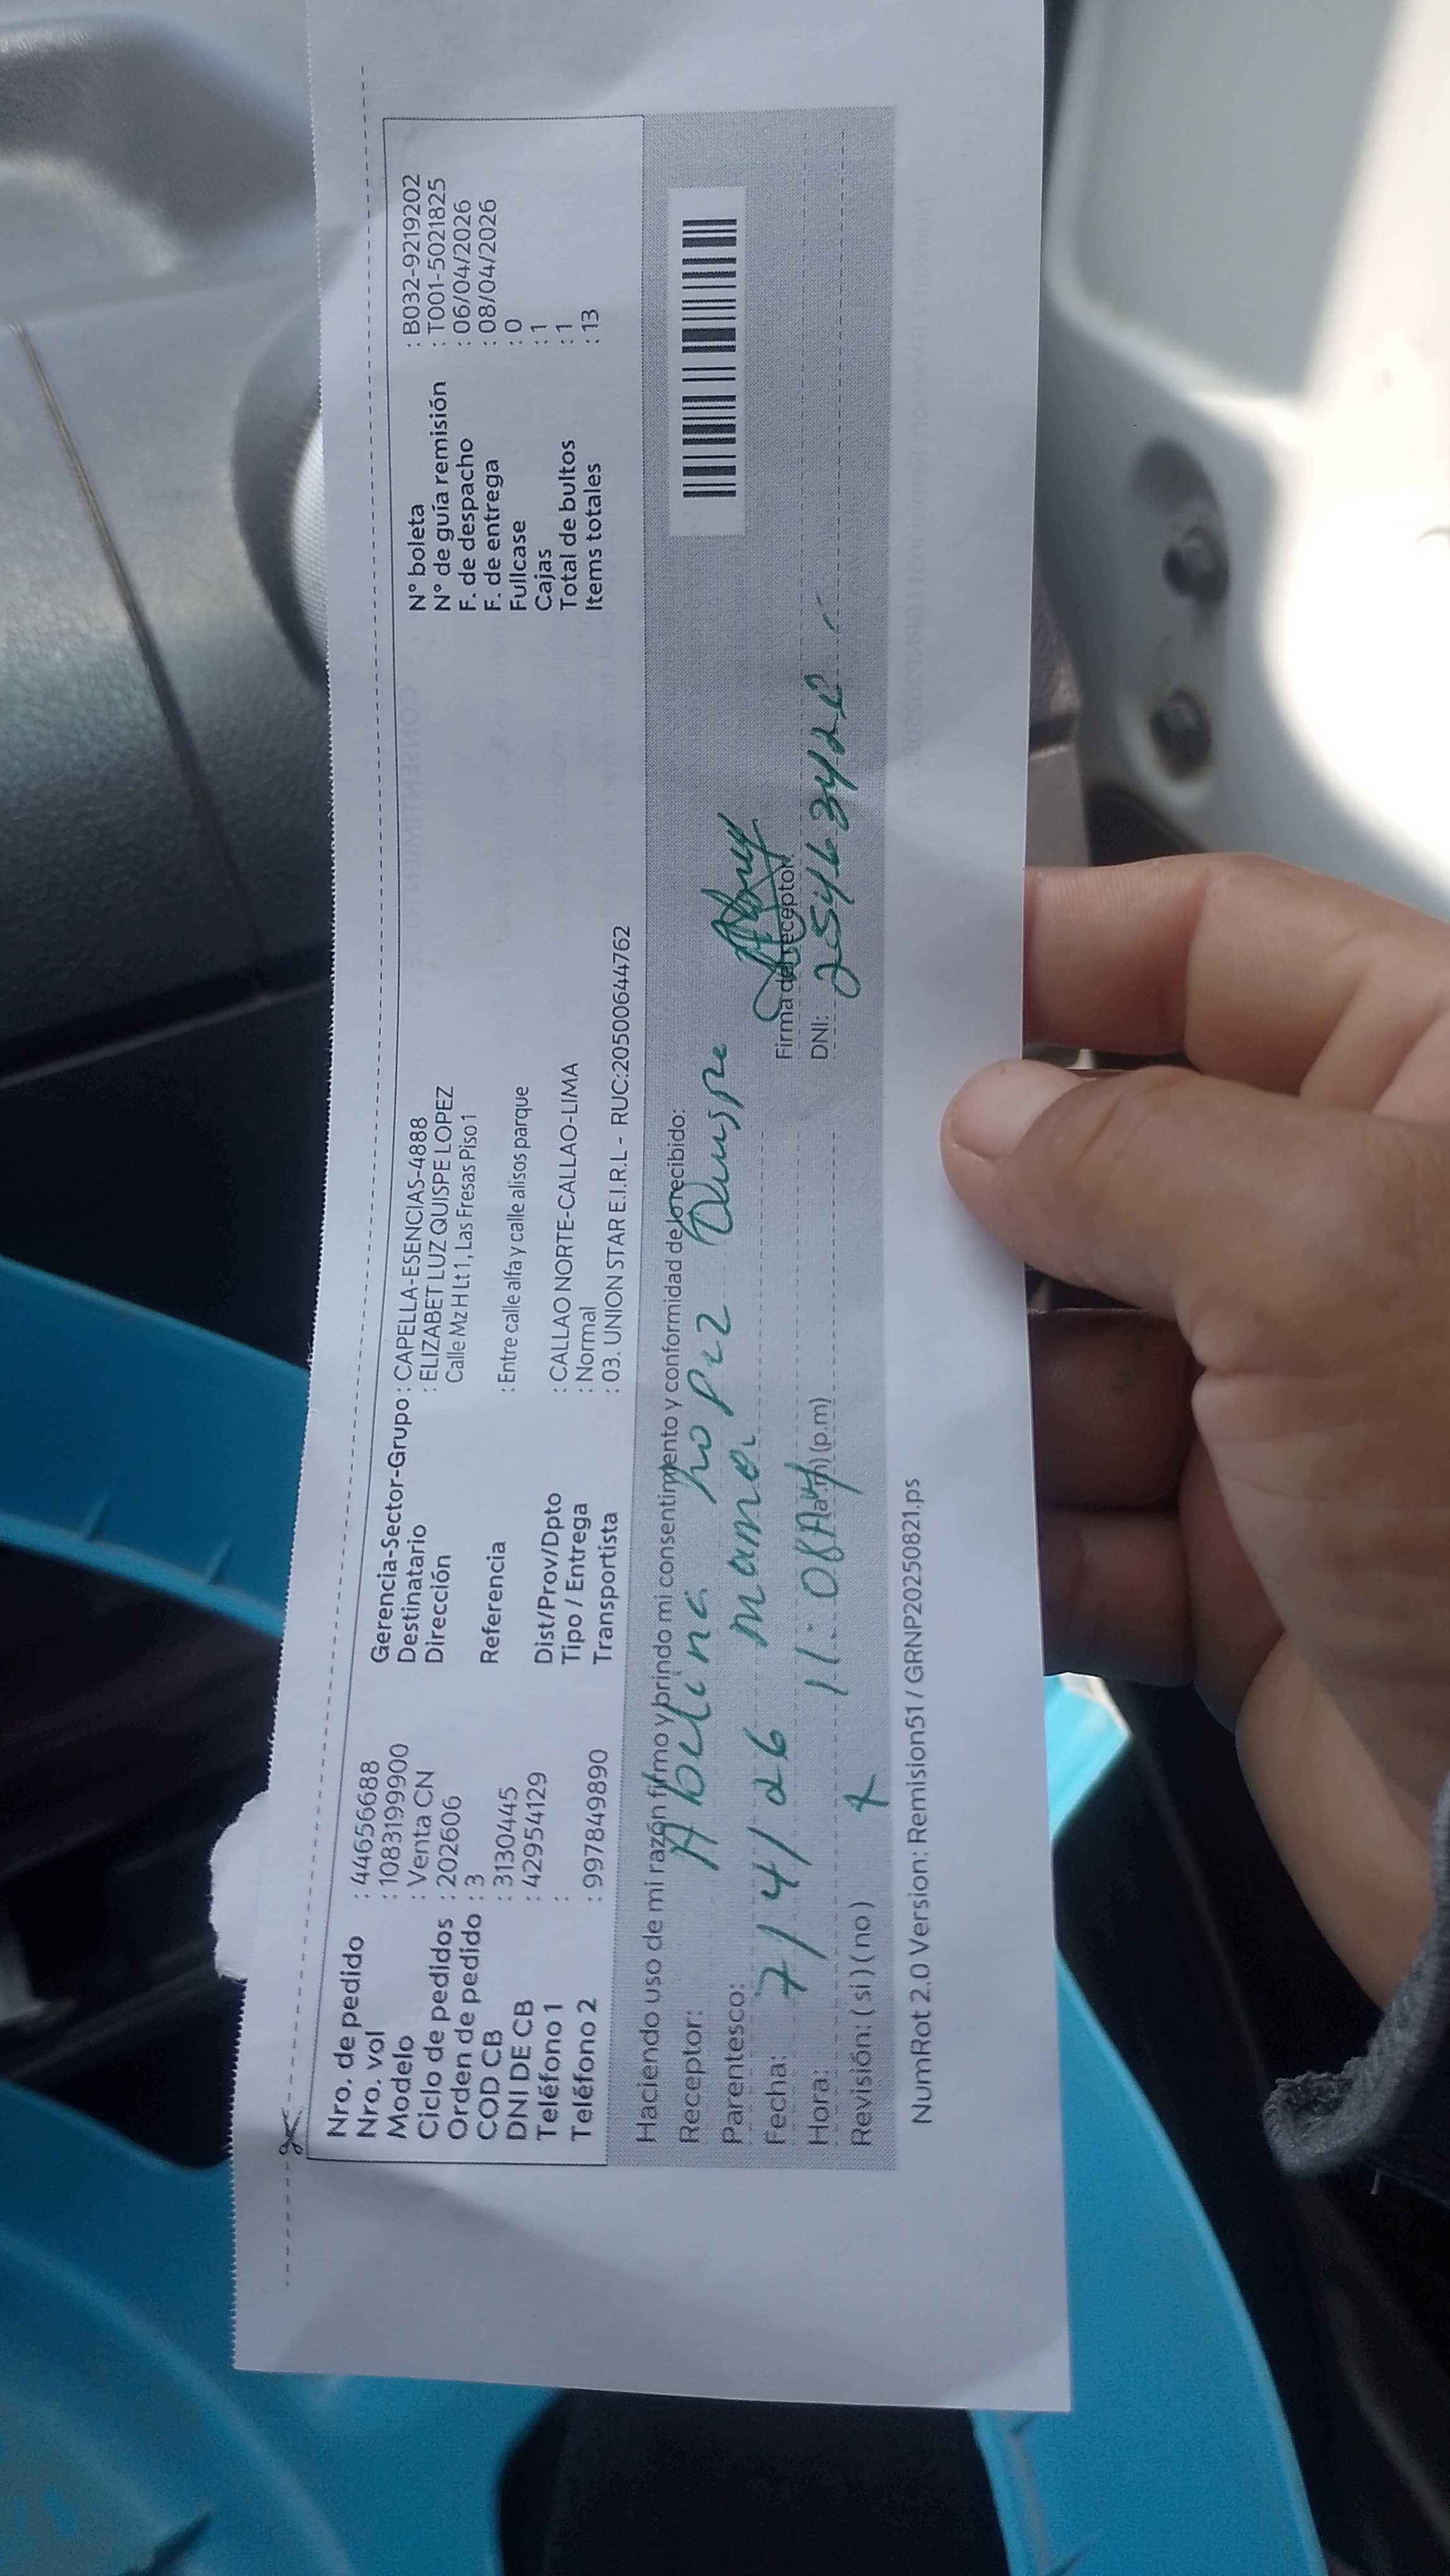 Nro. de pedido : 446566688
Nro. vol : 1083199900
Modelo : Venta CN
Ciclo de pedidos : 202606
Orden de pedido : 3
COD CB : 3130445
DNI DE CB : 42954129
Teléfono 1 :
Teléfono 2 : 997849890
Gerencia-Sector-Grupo : CAPELLA-ESENCIAS-4888
Destinatario : ELIZABET LUZ QUISPE LOPEZ
Dirección Calle Mz H Lt 1, Las Fresas Piso 1
Referencia : Entre calle alfa y calle alisos parque
Dist/Prov/Dpto : CALLAO NORTE-CALLAO-LIMA
Tipo / Entrega : Normal
Transportista : 03. UNION STAR E.I.R.L - RUC:20500644762
N° boleta : B032-9219202
N° de guía remisión : T001-5021825
F. de despacho : 06/04/2026
F. de entrega : 08/04/2026
Fullcase : 0
Cajas : 1
Total de bultos : 1
Items totales : 13
Haciendo uso de mi razón firmo y brindo mi consentimiento y conformidad de lo recibido:
Receptor: Abelina
Parentesco: mama
Fecha: 7/4/26
Hora: 11:08 AM (a.m) (p.m)
Revisión: ( si ) ( no )
Firma del receptor
DNI:
NumRot 2.0 Version: Remision51 / GRNP20250821.ps